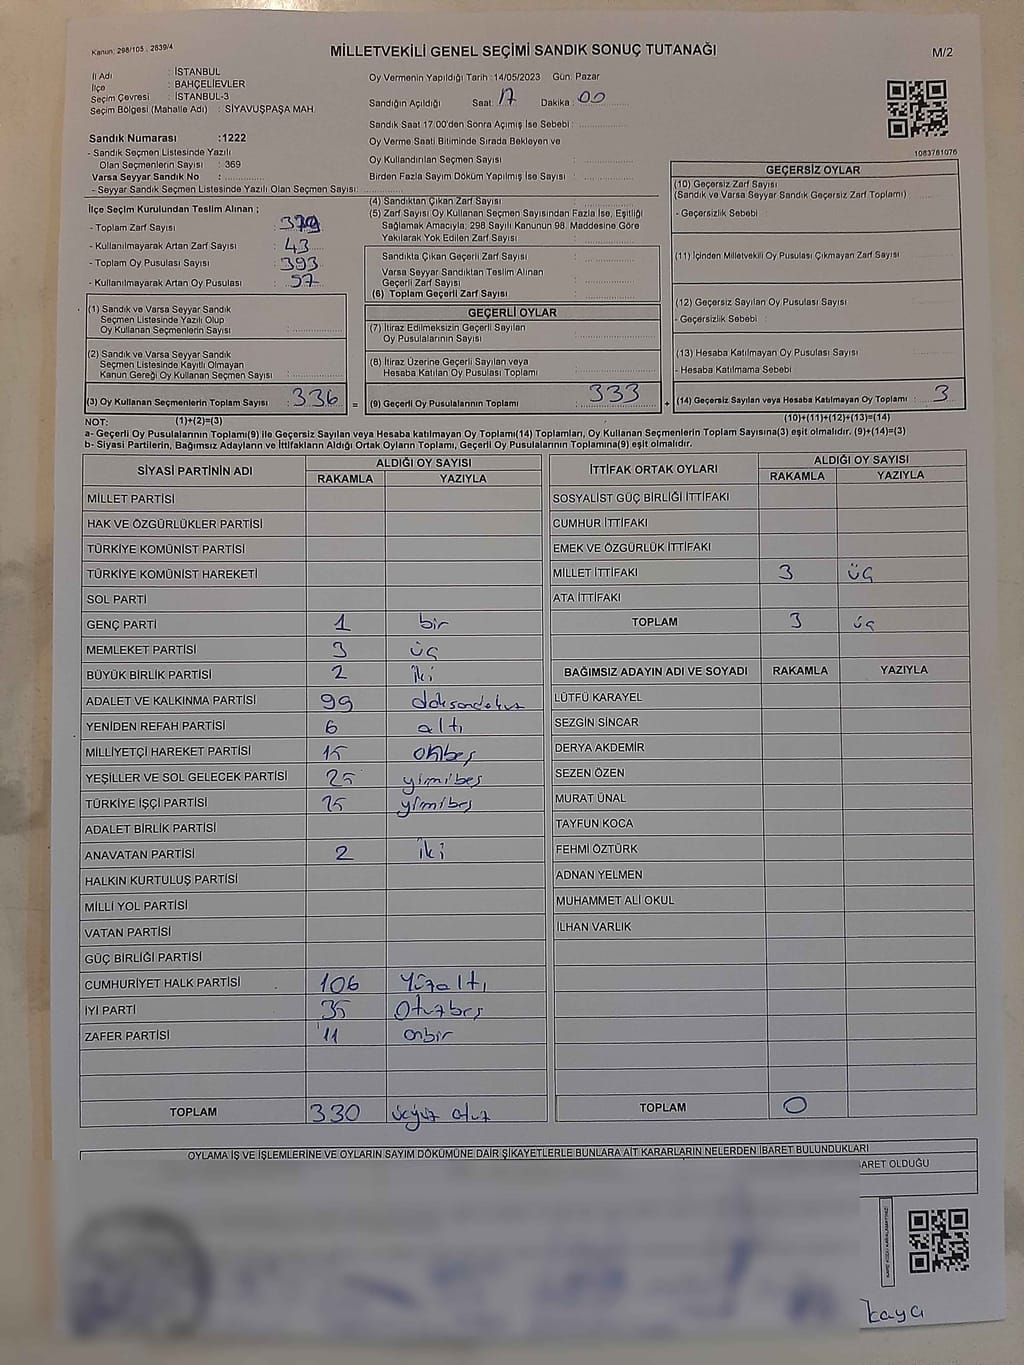 Kanun: 298/105 , 2839/4
MİLLETVEKİLİ GENEL SEÇİMİ SANDIK SONUÇ TUTANAĞI
M/2
İl Adı : İSTANBUL
İlçe : BAHÇELİEVLER
Seçim Çevresi : İSTANBUL-3
Seçim Bölgesi (Mahalle Adı) : SİYAVUŞPAŞA MAH.
Oy Vermenin Yapıldığı Tarih :14/05/2023 Gün: Pazar
Sandığın Açıldığı Saat: 17 Dakika : 00
Sandık Saat 17:00'den Sonra Açımış İse Sebebi :
Oy Verme Saati Bitiminde Sırada Bekleyen ve
Oy Kullandırılan Seçmen Sayısı :
Birden Fazla Sayım Döküm Yapılmış İse Sayısı :
1083781076
Sandık Numarası :1222
- Sandık Seçmen Listesinde Yazılı
Olan Seçmenlerin Sayısı : 369
Varsa Seyyar Sandık No :
- Seyyar Sandık Seçmen Listesinde Yazılı Olan Seçmen Sayısı:
İlçe Seçim Kurulundan Teslim Alınan ;
- Toplam Zarf Sayısı : 379
- Kullanılmayarak Artan Zarf Sayısı : 43
- Toplam Oy Pusulası Sayısı : 393
- Kullanılmayarak Artan Oy Pusulası : 57
(1) Sandık ve Varsa Seyyar Sandık
Seçmen Listesinde Yazılı Olup
Oy Kullanan Seçmenlerin Sayısı :
(2) Sandık ve Varsa Seyyar Sandık
Seçmen Listesinde Kayıtlı Olmayan
Kanun Gereği Oy Kullanan Seçmen Sayısı :
(3) Oy Kullanan Seçmenlerin Toplam Sayısı : 336 =
(1)+(2)=(3)
(4) Sandıktan Çıkan Zarf Sayısı :
(5) Zarf Sayısı Oy Kullanan Seçmen Sayısından Fazla İse, Eşitliği
Sağlamak Amacıyla; 298 Sayılı Kanunun 98. Maddesine Göre
Yakılarak Yok Edilen Zarf Sayısı :
Sandıkta Çıkan Geçerli Zarf Sayısı :
Varsa Seyyar Sandıktan Teslim Alınan
Geçerli Zarf Sayısı :
(6) Toplam Geçerli Zarf Sayısı :
GEÇERLİ OYLAR
(7) İtiraz Edilmeksizin Geçerli Sayılan
Oy Pusulalarının Sayısı :
(8) İtiraz Üzerine Geçerli Sayılan veya
Hesaba Katılan Oy Pusulası Toplamı :
(9) Geçerli Oy Pusulalarının Toplamı : 333 +
GEÇERSİZ OYLAR
(10) Geçersiz Zarf Sayısı
(Sandık ve Varsa Seyyar Sandık Geçersiz Zarf Toplamı) :
- Geçersizlik Sebebi :
(11) İçinden Milletvekili Oy Pusulası Çıkmayan Zarf Sayısı :
(12) Geçersiz Sayılan Oy Pusulası Sayısı :
- Geçersizlik Sebebi :
(13) Hesaba Katılmayan Oy Pusulası Sayısı :
- Hesaba Katılmama Sebebi :
(14) Geçersiz Sayılan veya Hesaba Katılmayan Oy Toplamı : 3
(10)+(11)+(12)+(13)=(14)
NOT:
a- Geçerli Oy Pusulalarının Toplamı(9) ile Geçersiz Sayılan veya Hesaba katılmayan Oy Toplamı(14) Toplamları, Oy Kullanan Seçmenlerin Toplam Sayısına(3) eşit olmalıdır. (9)+(14)=(3)
b- Siyasi Partilerin, Bağımsız Adayların ve İttifakların Aldığı Ortak Oyların Toplamı, Geçerli Oy Pusulalarının Toplamına(9) eşit olmalıdır.
SİYASİ PARTİNİN ADI ALDIĞI OY SAYISI
RAKAMLA YAZIYLA
MİLLET PARTİSİ
HAK VE ÖZGÜRLÜKLER PARTİSİ
TÜRKİYE KOMÜNİST PARTİSİ
TÜRKİYE KOMÜNİST HAREKETİ
SOL PARTİ
GENÇ PARTİ 1 bir
MEMLEKET PARTİSİ 3 üç
BÜYÜK BİRLİK PARTİSİ 2 iki
ADALET VE KALKINMA PARTİSİ 99 doksandokuz
YENİDEN REFAH PARTİSİ 6 altı
MİLLİYETÇİ HAREKET PARTİSİ 15 onbeş
YEŞİLLER VE SOL GELECEK PARTİSİ 25 yimibeş
TÜRKİYE İŞÇİ PARTİSİ 25 yimibeş
ADALET BİRLİK PARTİSİ
ANAVATAN PARTİSİ 2 iki
HALKIN KURTULUŞ PARTİSİ
MİLLİ YOL PARTİSİ
VATAN PARTİSİ
GÜÇ BİRLİĞİ PARTİSİ
CUMHURİYET HALK PARTİSİ 106 Yüzaltı
İYİ PARTİ 35 Otuzbeş
ZAFER PARTİSİ 11 onbir
TOPLAM 330 üçyüz otuz
İTTİFAK ORTAK OYLARI ALDIĞI OY SAYISI
RAKAMLA YAZIYLA
SOSYALİST GÜÇ BİRLİĞİ İTTİFAKI
CUMHUR İTTİFAKI
EMEK VE ÖZGÜRLÜK İTTİFAKI
MİLLET İTTİFAKI 3 üç
ATA İTTİFAKI
TOPLAM 3 üç
BAĞIMSIZ ADAYIN ADI VE SOYADI RAKAMLA YAZIYLA
LÜTFÜ KARAYEL
SEZGİN SİNCAR
DERYA AKDEMİR
SEZEN ÖZEN
MURAT ÜNAL
TAYFUN KOCA
FEHMİ ÖZTÜRK
ADNAN YELMEN
MUHAMMET ALİ OKUL
İLHAN VARLIK
TOPLAM 0
OYLAMA İŞ VE İŞLEMLERİNE VE OYLARIN SAYIM DÖKÜMÜNE DAİR ŞİKAYETLERLE BUNLARA AİT KARARLARIN NELERDEN İBARET BULUNDUKLARI
BARET OLDUĞU
kaya